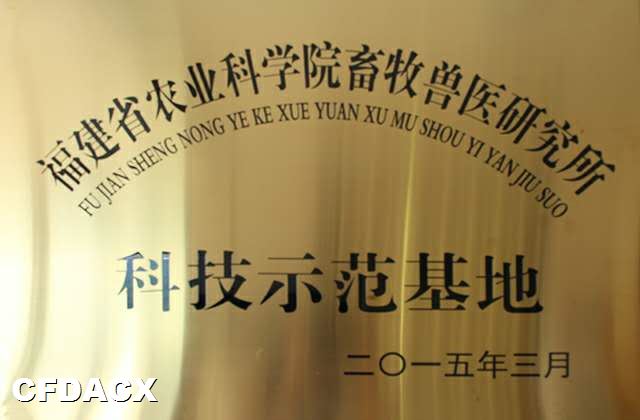 福建省农业科学院畜牧兽医研究所
FU JIAN SHENG NONG YE KE XUE YUAN XU MU SHOU YI YAN JIU SUO
科技示范基地
二〇一五年三月
CFDACX